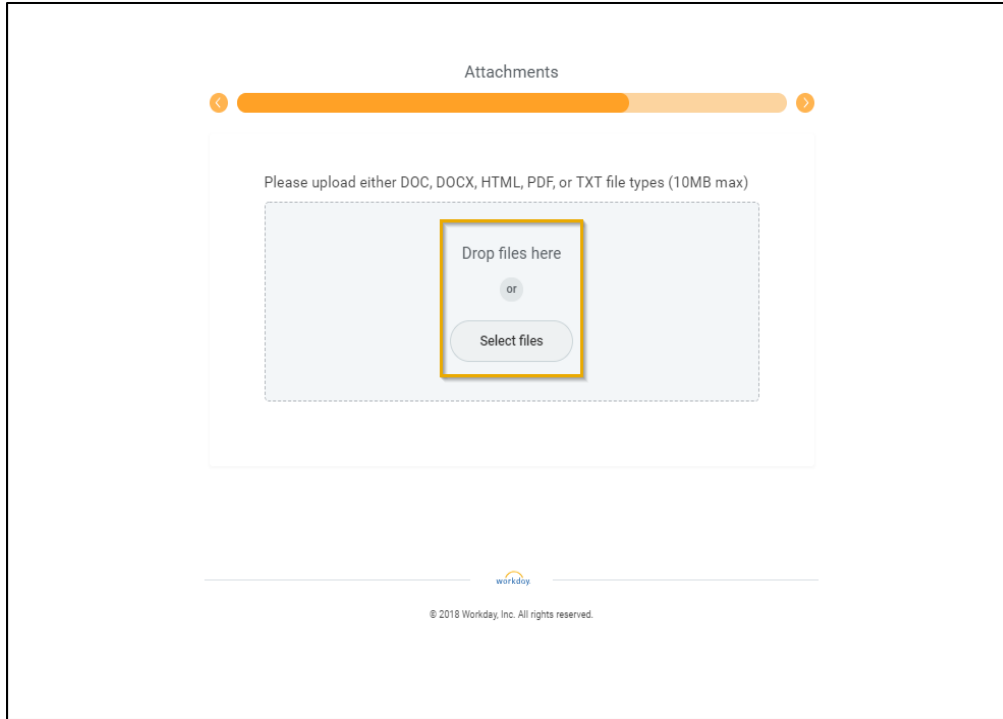 Attachments
Please upload either DOC, DOCX, HTML, PDF, or TXT file types (10MB max)
Drop files here
or
Select files
workday.
© 2018 Workday, Inc. All rights reserved.